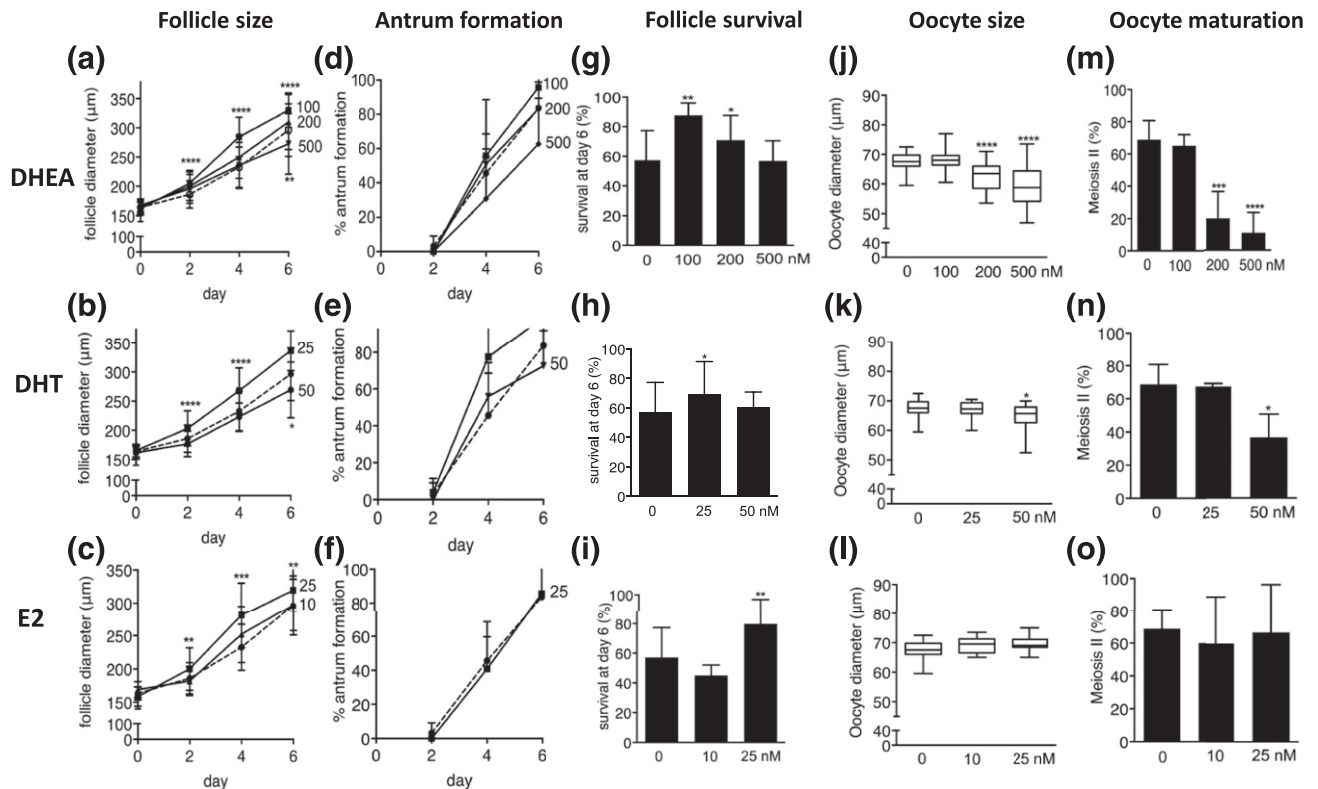 Follicle size Antrum formation Follicle survival Oocyte size Oocyte maturation
DHEA
(a)
follicle diameter (µm)
350
300
250
200
150
100
0
**** **** ****
**
100
200
500
0 2 4 6
day
(d)
% antrum formation
100
80
60
40
20
0
100
200
500
0 2 4 6
day
(g)
survival at day 6 (%)
100
80
60
40
20
0
** *
0 100 200 500 nM
(j)
Oocyte diameter (µm)
90
80
70
60
50
40
0
**** ****
0 100 200 500 nM
(m)
Meiosis II (%)
100
80
60
40
20
0
*** ****
0 100 200 500 nM
DHT
(b)
follicle diameter (µm)
350
300
250
200
150
100
0
**** ****
*
25
50
0 2 4 6
day
(e)
% antrum formation
80
60
40
20
0
50
0 2 4 6
day
(h)
survival at day 6 (%)
100
80
60
40
20
0
*
0 25 50 nM
(k)
Oocyte diameter (µm)
90
80
70
60
50
40
0
*
0 25 50 nM
(n)
Meiosis II (%)
100
80
60
40
20
0
*
0 25 50 nM
E2
(c)
follicle diameter (µm)
350
300
250
200
150
100
0
** *** **
25
10
0 2 4 6
day
(f)
% antrum formation
100
80
60
40
20
0
25
0 2 4 6
day
(i)
survival at day 6 (%)
100
80
60
40
20
0
**
0 10 25 nM
(l)
Oocyte diameter (µm)
90
80
70
60
50
40
0
0 10 25 nM
(o)
Meiosis II (%)
100
80
60
40
20
0
0 10 25 nM